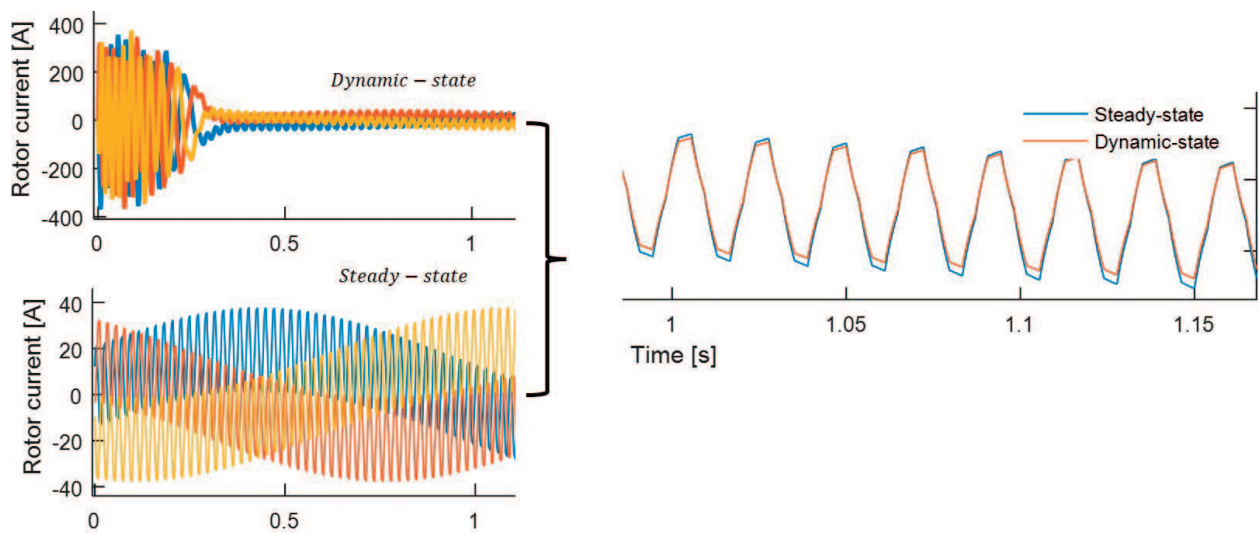 Rotor current [A]
400
200
0
-200
-400
Dynamic − state
0
0.5
1
Rotor current [A]
40
20
0
-20
-40
Steady − state
0
0.5
1
Steady-state
Dynamic-state
1
1.05
1.1
1.15
Time [s]